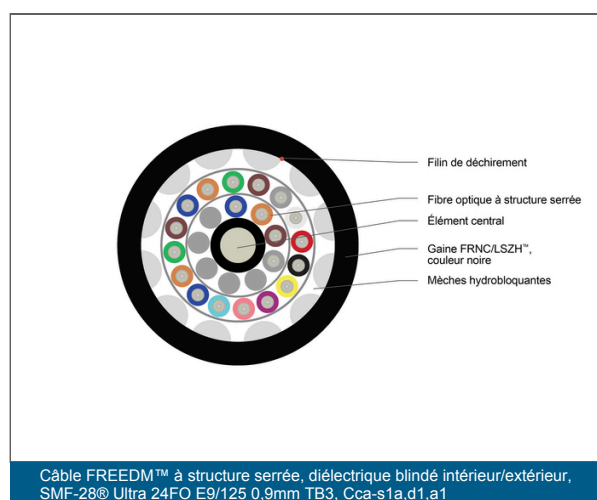 Filin de déchirement
Fibre optique à structure serrée
Élément central
Gaine FRNC/LSZH™,
couleur noire
Mèches hydrobloquantes
Câble FREEDM™ à structure serrée, diélectrique blindé intérieur/extérieur,
SMF-28® Ultra 24FO E9/125 0,9mm TB3, Cca-s1a,d1,a1